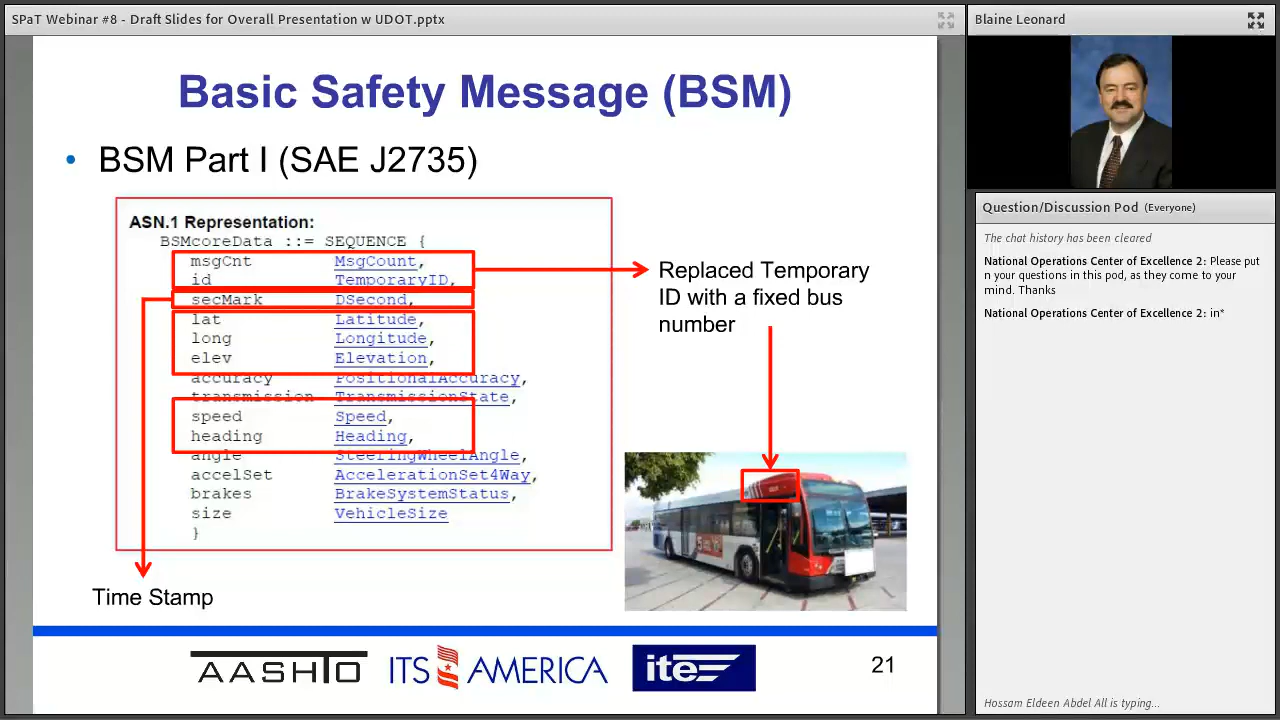 SPaT Webinar #8 - Draft Slides for Overall Presentation w UDOT.pptx
Basic Safety Message (BSM)
• BSM Part I (SAE J2735)
ASN.1 Representation:
BSMcoreData ::= SEQUENCE {
msgCnt MsgCount,
id TemporaryID,
secMark DSecond,
lat Latitude,
long Longitude,
elev Elevation,
accuracy PositionalAccuracy,
transmission TransmissionState,
speed Speed,
heading Heading,
angle SteeringWheelAngle,
accelSet AccelerationSet4Way,
brakes BrakeSystemStatus,
size VehicleSize
}
Replaced Temporary
ID with a fixed bus
number
Time Stamp
AASHTO
ITS AMERICA
ite
21
Blaine Leonard
Question/Discussion Pod (Everyone)
The chat history has been cleared
National Operations Center of Excellence 2: Please put
n your questions in this pd, as they come to your
mind. Thanks
National Operations Center of Excellence 2: in*
Hossam Eldeen Abdel All is typing...